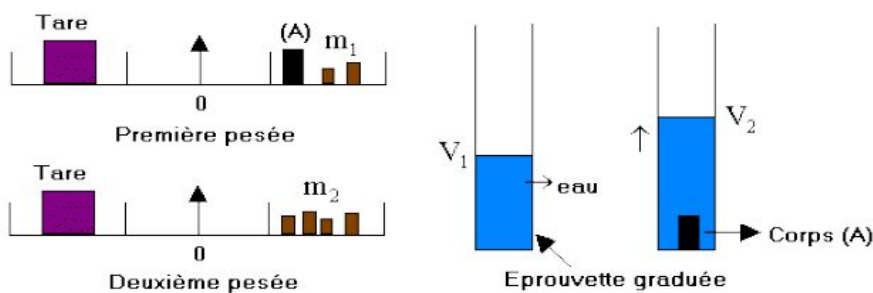 Tare
(A) m₁
0
Première pesée
Tare
m₂
0
Deuxième pesée
V₁
V₂
eau
Corps (A)
Eprouvette graduée